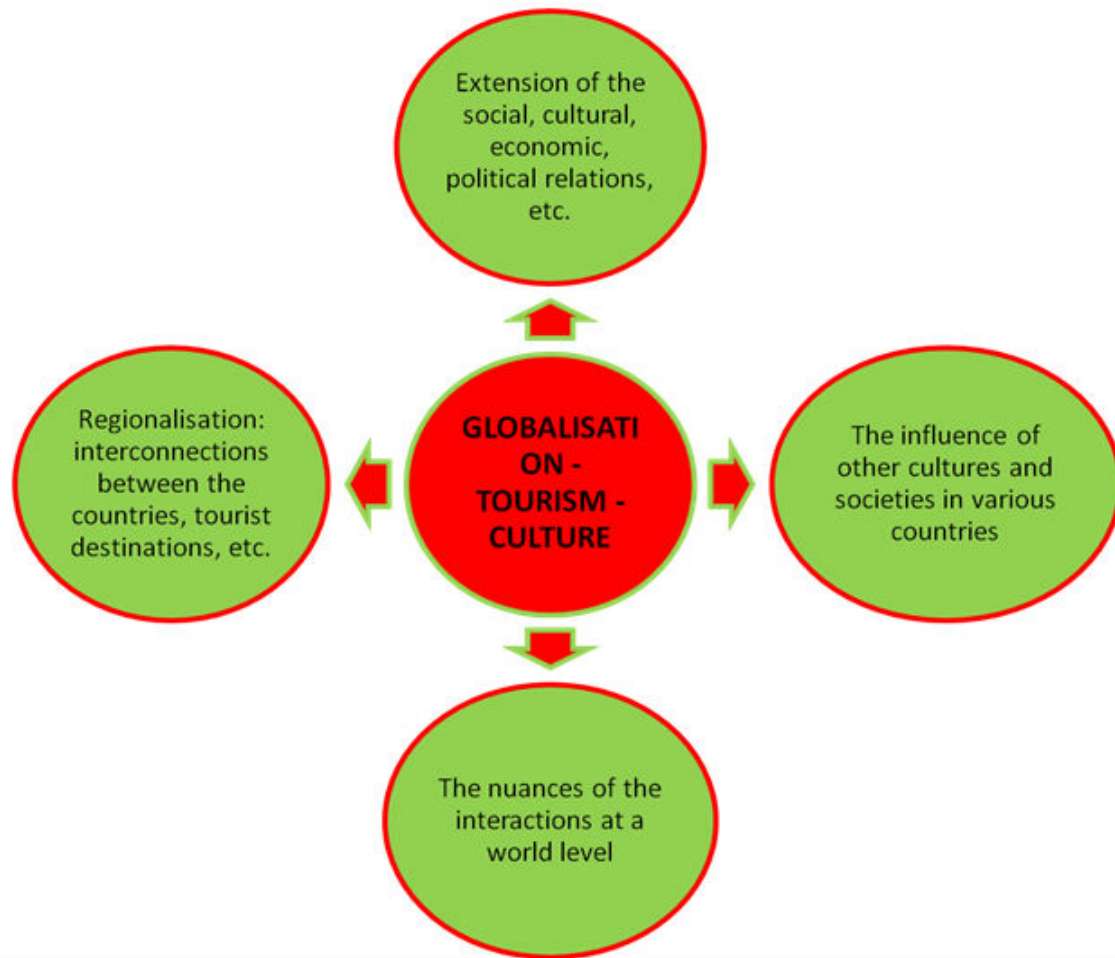 Extension of the
social, cultural,
economic,
political relations,
etc.
Regionalisation:
interconnections
between the
countries, tourist
destinations, etc.
GLOBALISATI
ON -
TOURISM -
CULTURE
The influence of
other cultures and
societies in various
countries
The nuances of the
interactions at a
world level